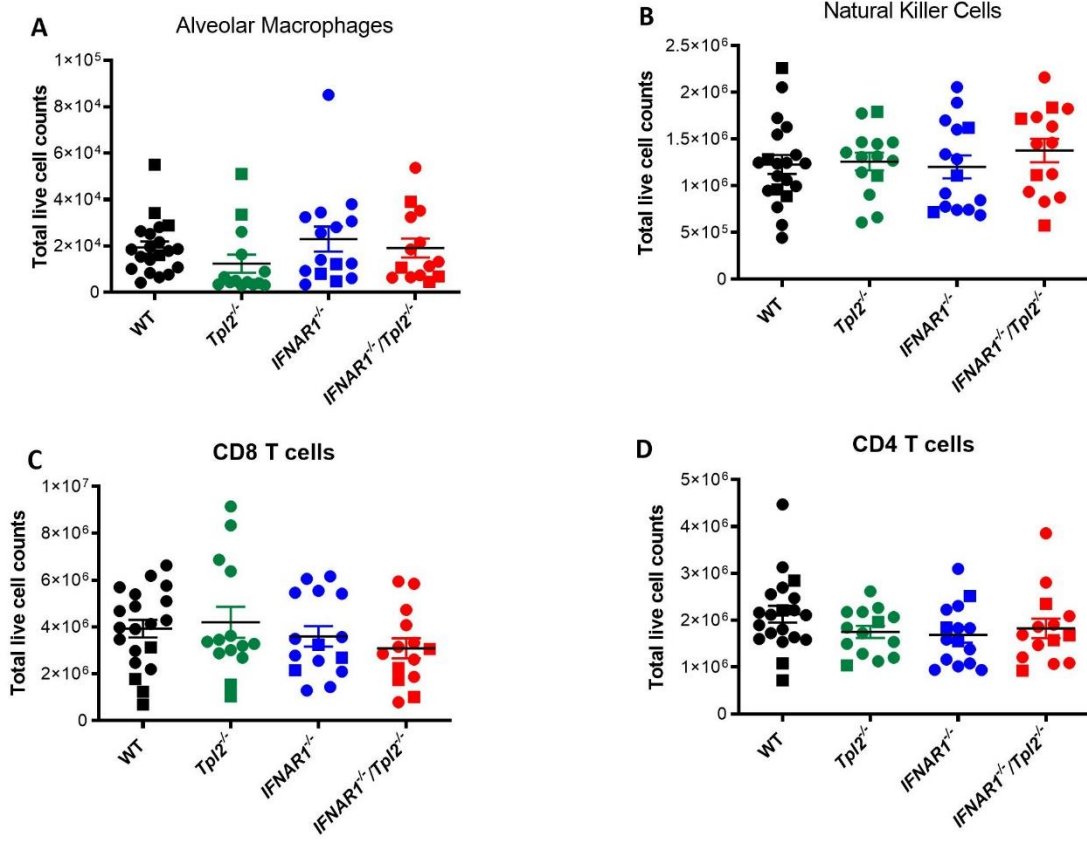 A
Alveolar Macrophages
Total live cell counts
1×10⁵
8×10⁴
6×10⁴
4×10⁴
2×10⁴
0
WT
Tpl2⁻/⁻
IFNAR1⁻/⁻
IFNAR1⁻/⁻/Tpl2⁻/⁻
B
Natural Killer Cells
Total live cell counts
2.5×10⁶
2×10⁶
1.5×10⁶
1×10⁶
5×10⁵
0
WT
Tpl2⁻/⁻
IFNAR1⁻/⁻
IFNAR1⁻/⁻/Tpl2⁻/⁻
C
CD8 T cells
Total live cell counts
1×10⁷
8×10⁶
6×10⁶
4×10⁶
2×10⁶
0
WT
Tpl2⁻/⁻
IFNAR1⁻/⁻
IFNAR1⁻/⁻/Tpl2⁻/⁻
D
CD4 T cells
Total live cell counts
5×10⁶
4×10⁶
3×10⁶
2×10⁶
1×10⁶
0
WT
Tpl2⁻/⁻
IFNAR1⁻/⁻
IFNAR1⁻/⁻/Tpl2⁻/⁻